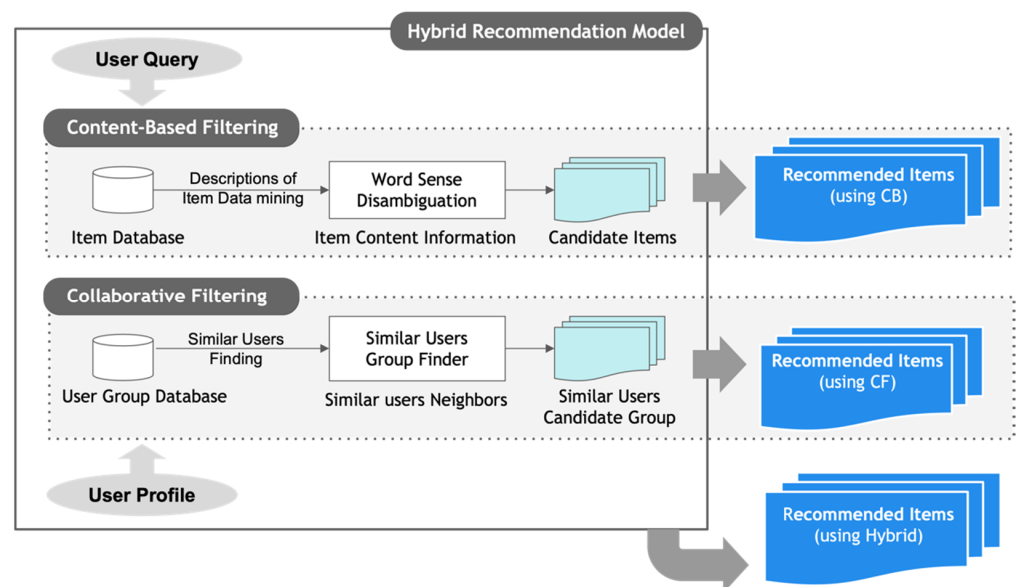 Hybrid Recommendation Model
User Query
Content-Based Filtering
Descriptions of
Item Data mining
Word Sense
Disambiguation
Item Database
Item Content Information
Candidate Items
Recommended Items
(using CB)
Collaborative Filtering
Similar Users
Finding
Similar Users
Group Finder
User Group Database
Similar users Neighbors
Similar Users
Candidate Group
Recommended Items
(using CF)
User Profile
Recommended Items
(using Hybrid)